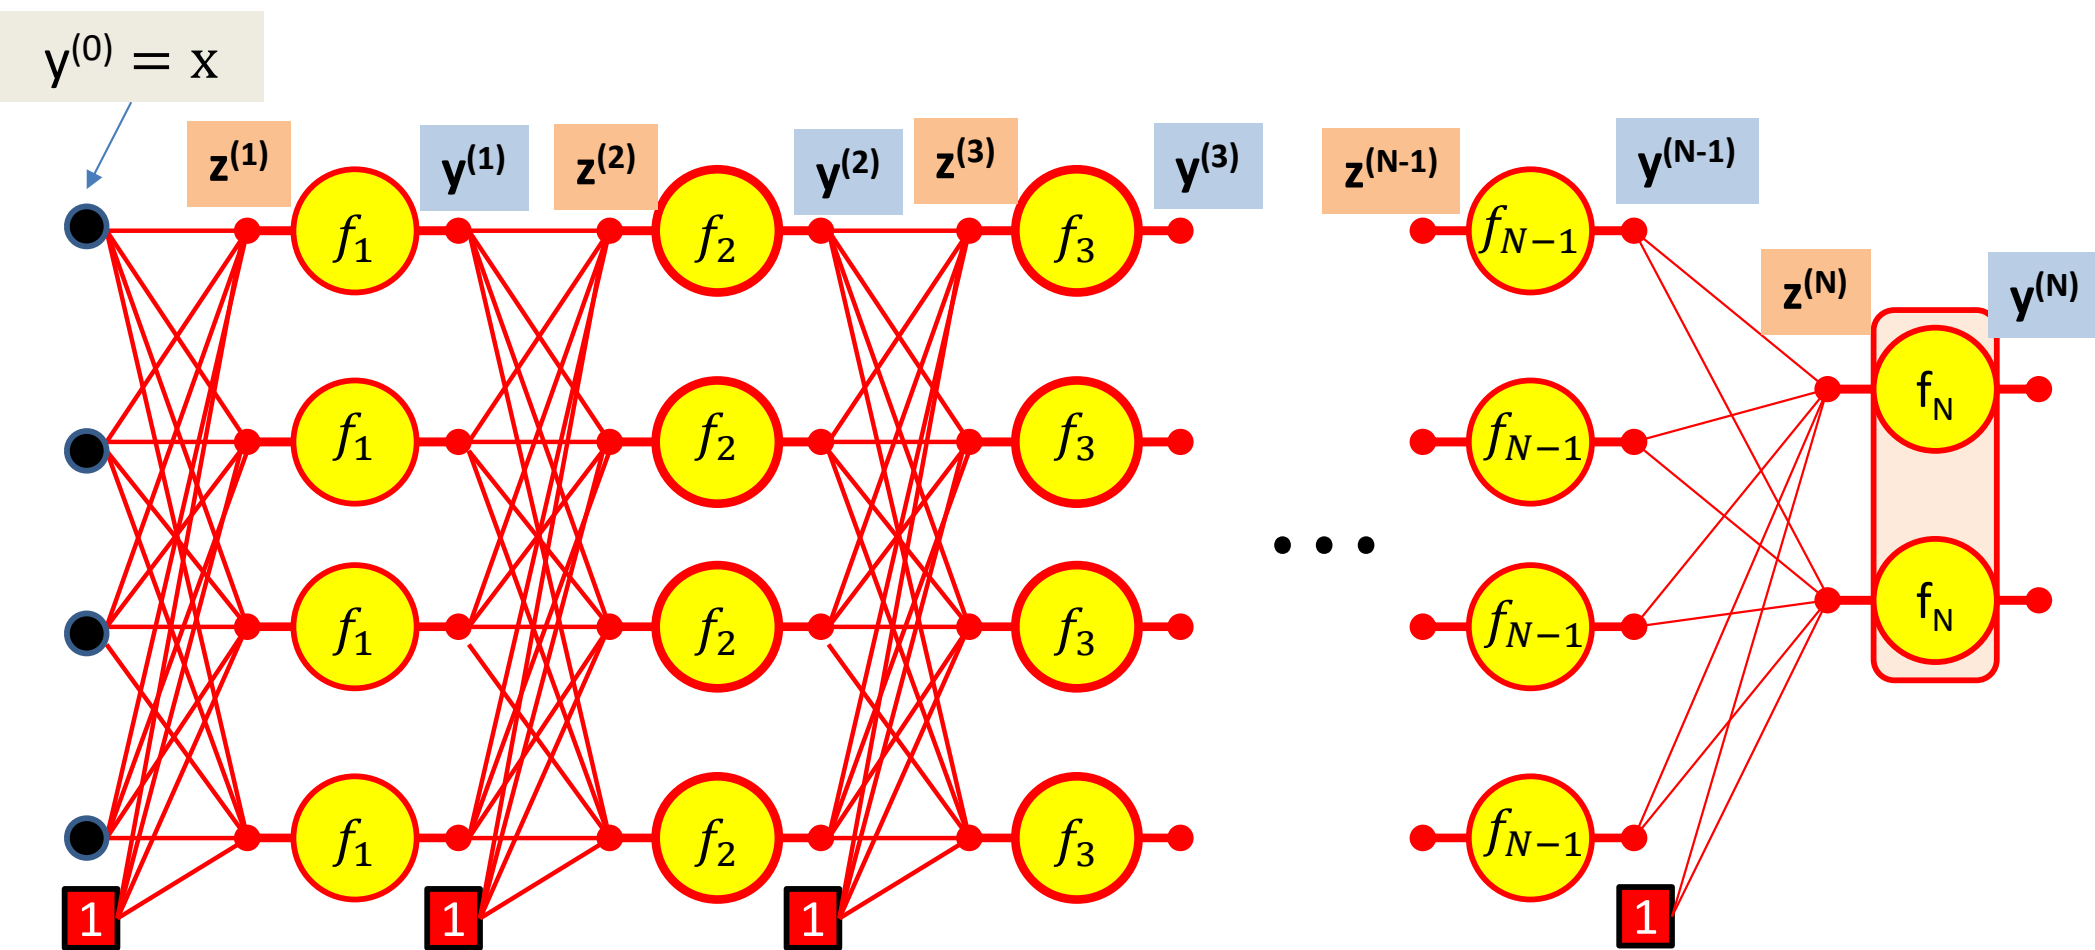 y(0) = x
z(1) y(1) z(2) y(2) z(3) y(3) z(N-1) y(N-1)
f1 f2 f3 fN−1
z(N) y(N)
fN
f1 f2 f3 fN−1
fN
f1 f2 f3 fN−1
f1 f2 f3 fN−1
1 1 1 1